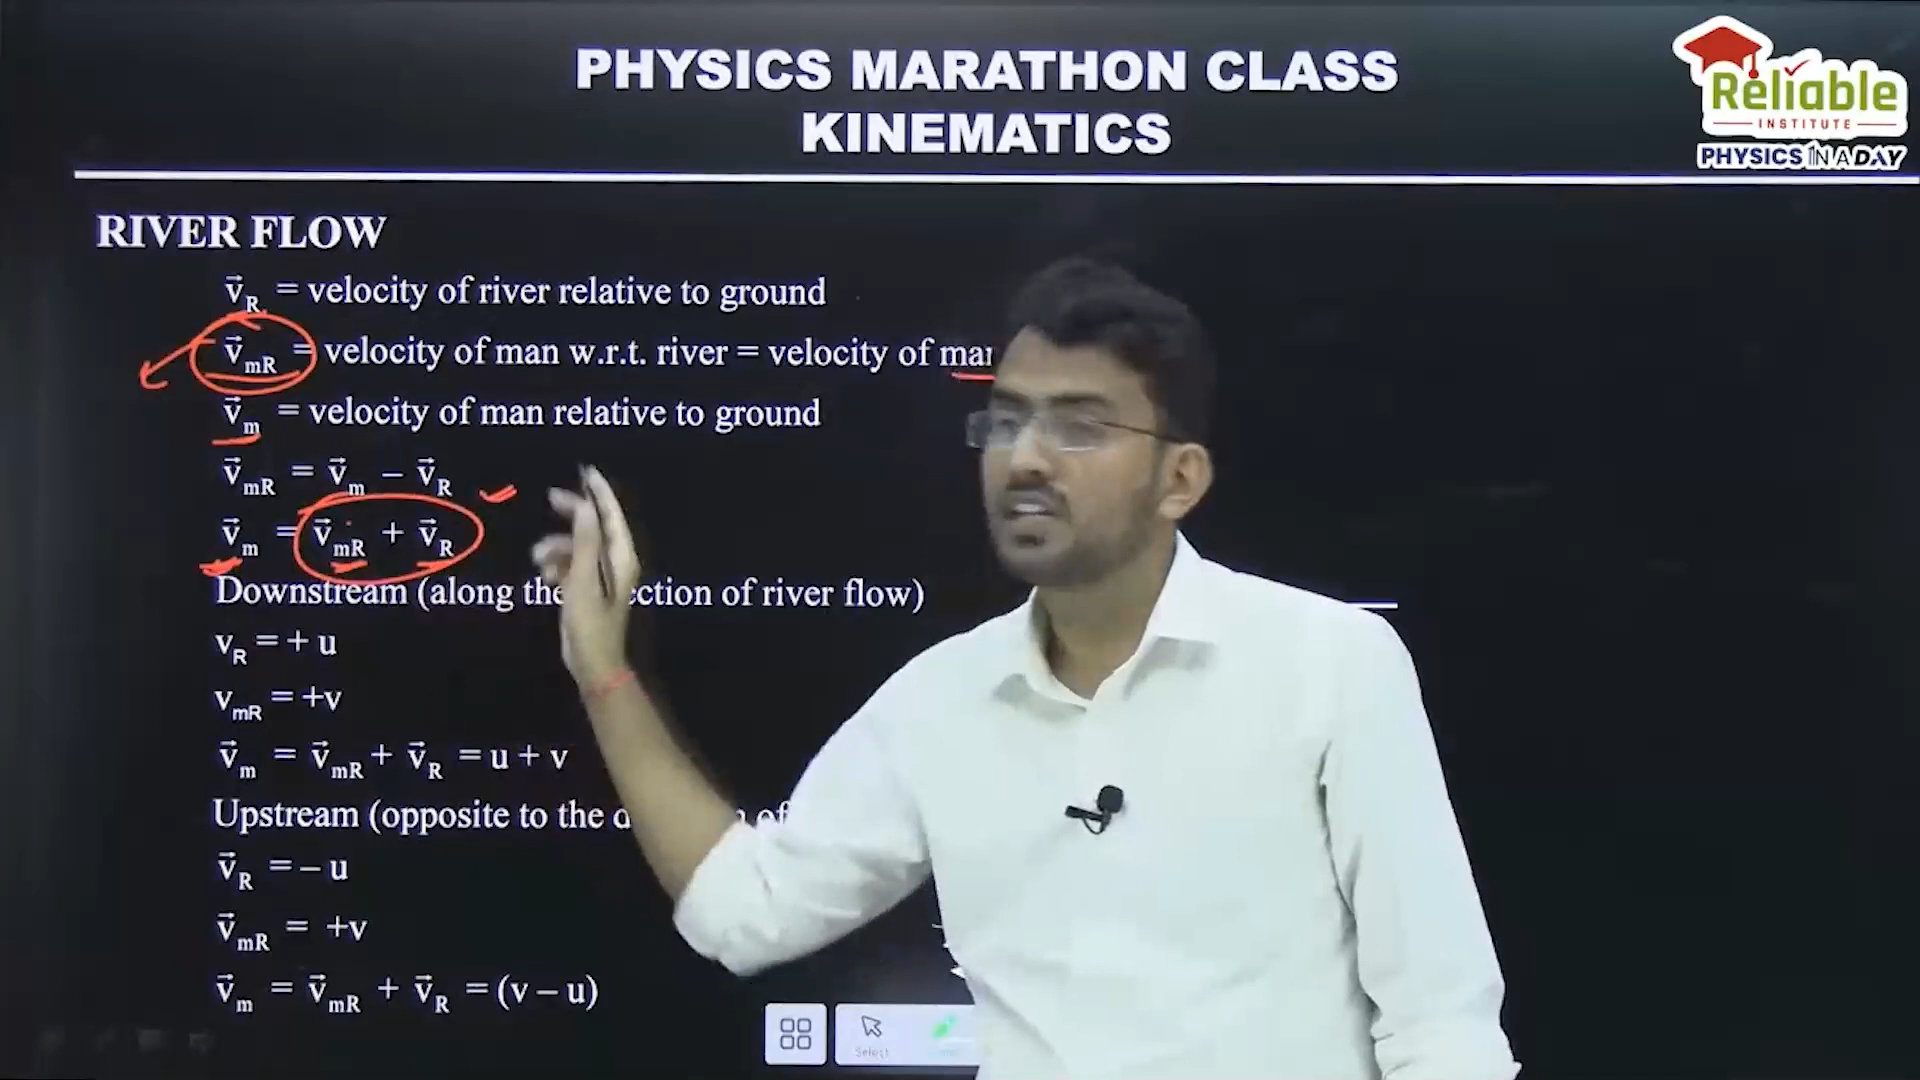 PHYSICS MARATHON CLASS
KINEMATICS
Reliable
INSTITUTE
PHYSICS IN A DAY
RIVER FLOW
v⃗R = velocity of river relative to ground
v⃗mR = velocity of man w.r.t. river = velocity of
v⃗m = velocity of man relative to ground
v⃗mR = v⃗m – v⃗R
v⃗m = v⃗mR + v⃗R
Downstream (along the of river flow)
vR = + u
vmR = +v
v⃗m = v⃗mR + v⃗R = u + v
Upstream (opposite to the of
v⃗R = – u
v⃗mR = +v
v⃗m = v⃗mR + v⃗R = (v – u)
Select